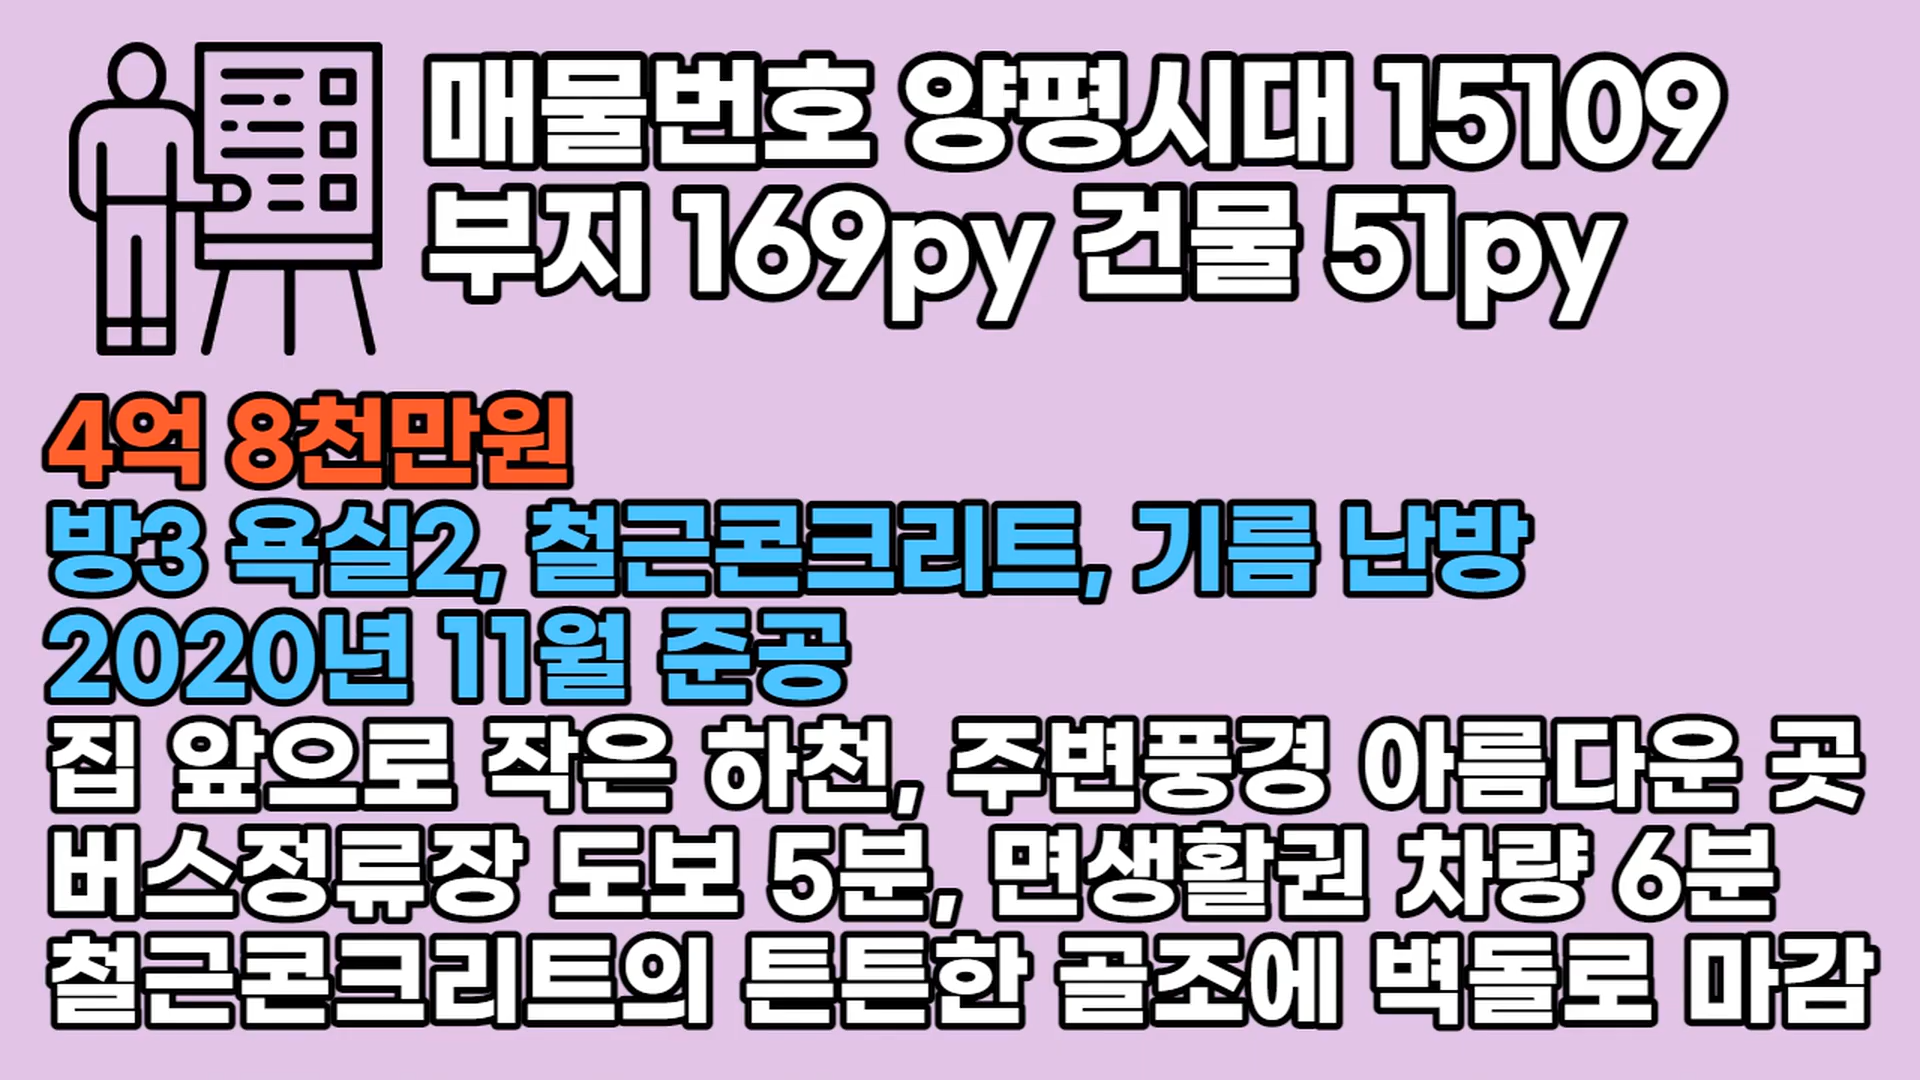 매물번호 양평시대 15109
부지 169py 건물 51py
4억 8천만원
방3 욕실2, 철근콘크리트, 기름 난방
2020년 11월 준공
집 앞으로 작은 하천, 주변풍경 아름다운 곳
버스정류장 도보 5분, 면생활권 차량 6분
철근콘크리트의 튼튼한 골조에 벽돌로 마감